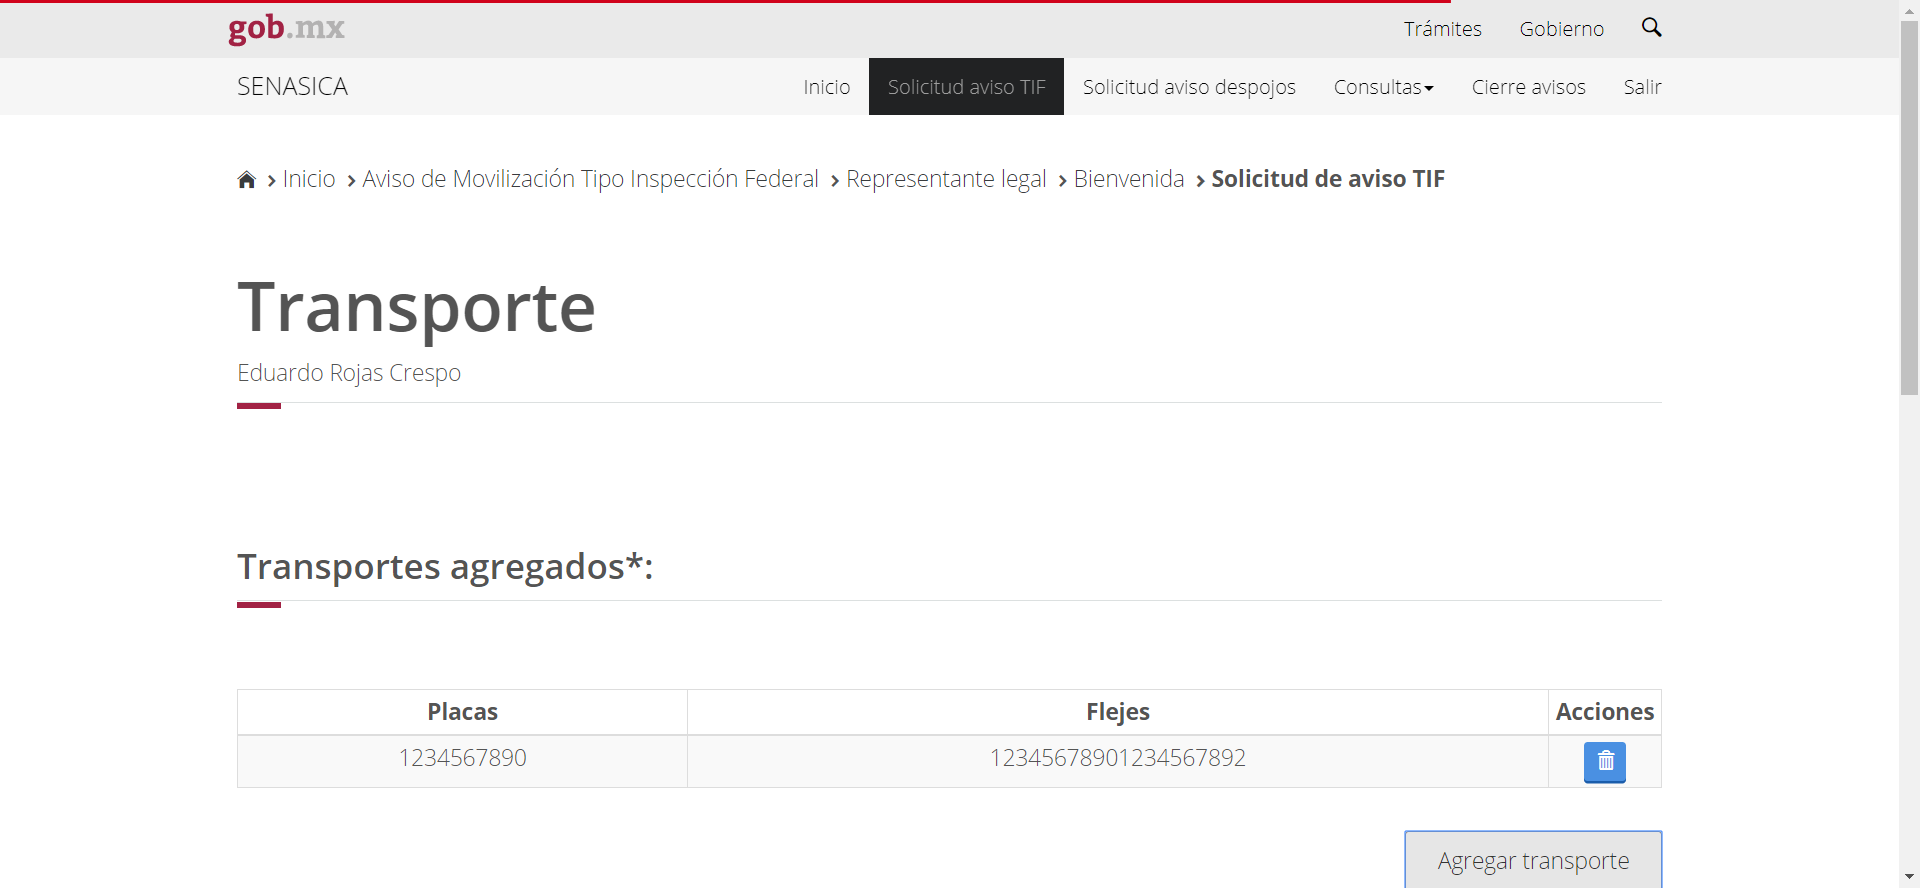 gob.mx
Trámites
Gobierno
SENASICA
Inicio
Solicitud aviso TIF
Solicitud aviso despojos
Consultas
Cierre avisos
Salir
Inicio
Aviso de Movilización Tipo Inspección Federal
Representante legal
Bienvenida
Solicitud de aviso TIF
Transporte
Eduardo Rojas Crespo
Transportes agregados*:
Placas
Flejes
Acciones
1234567890
12345678901234567892
Agregar transporte